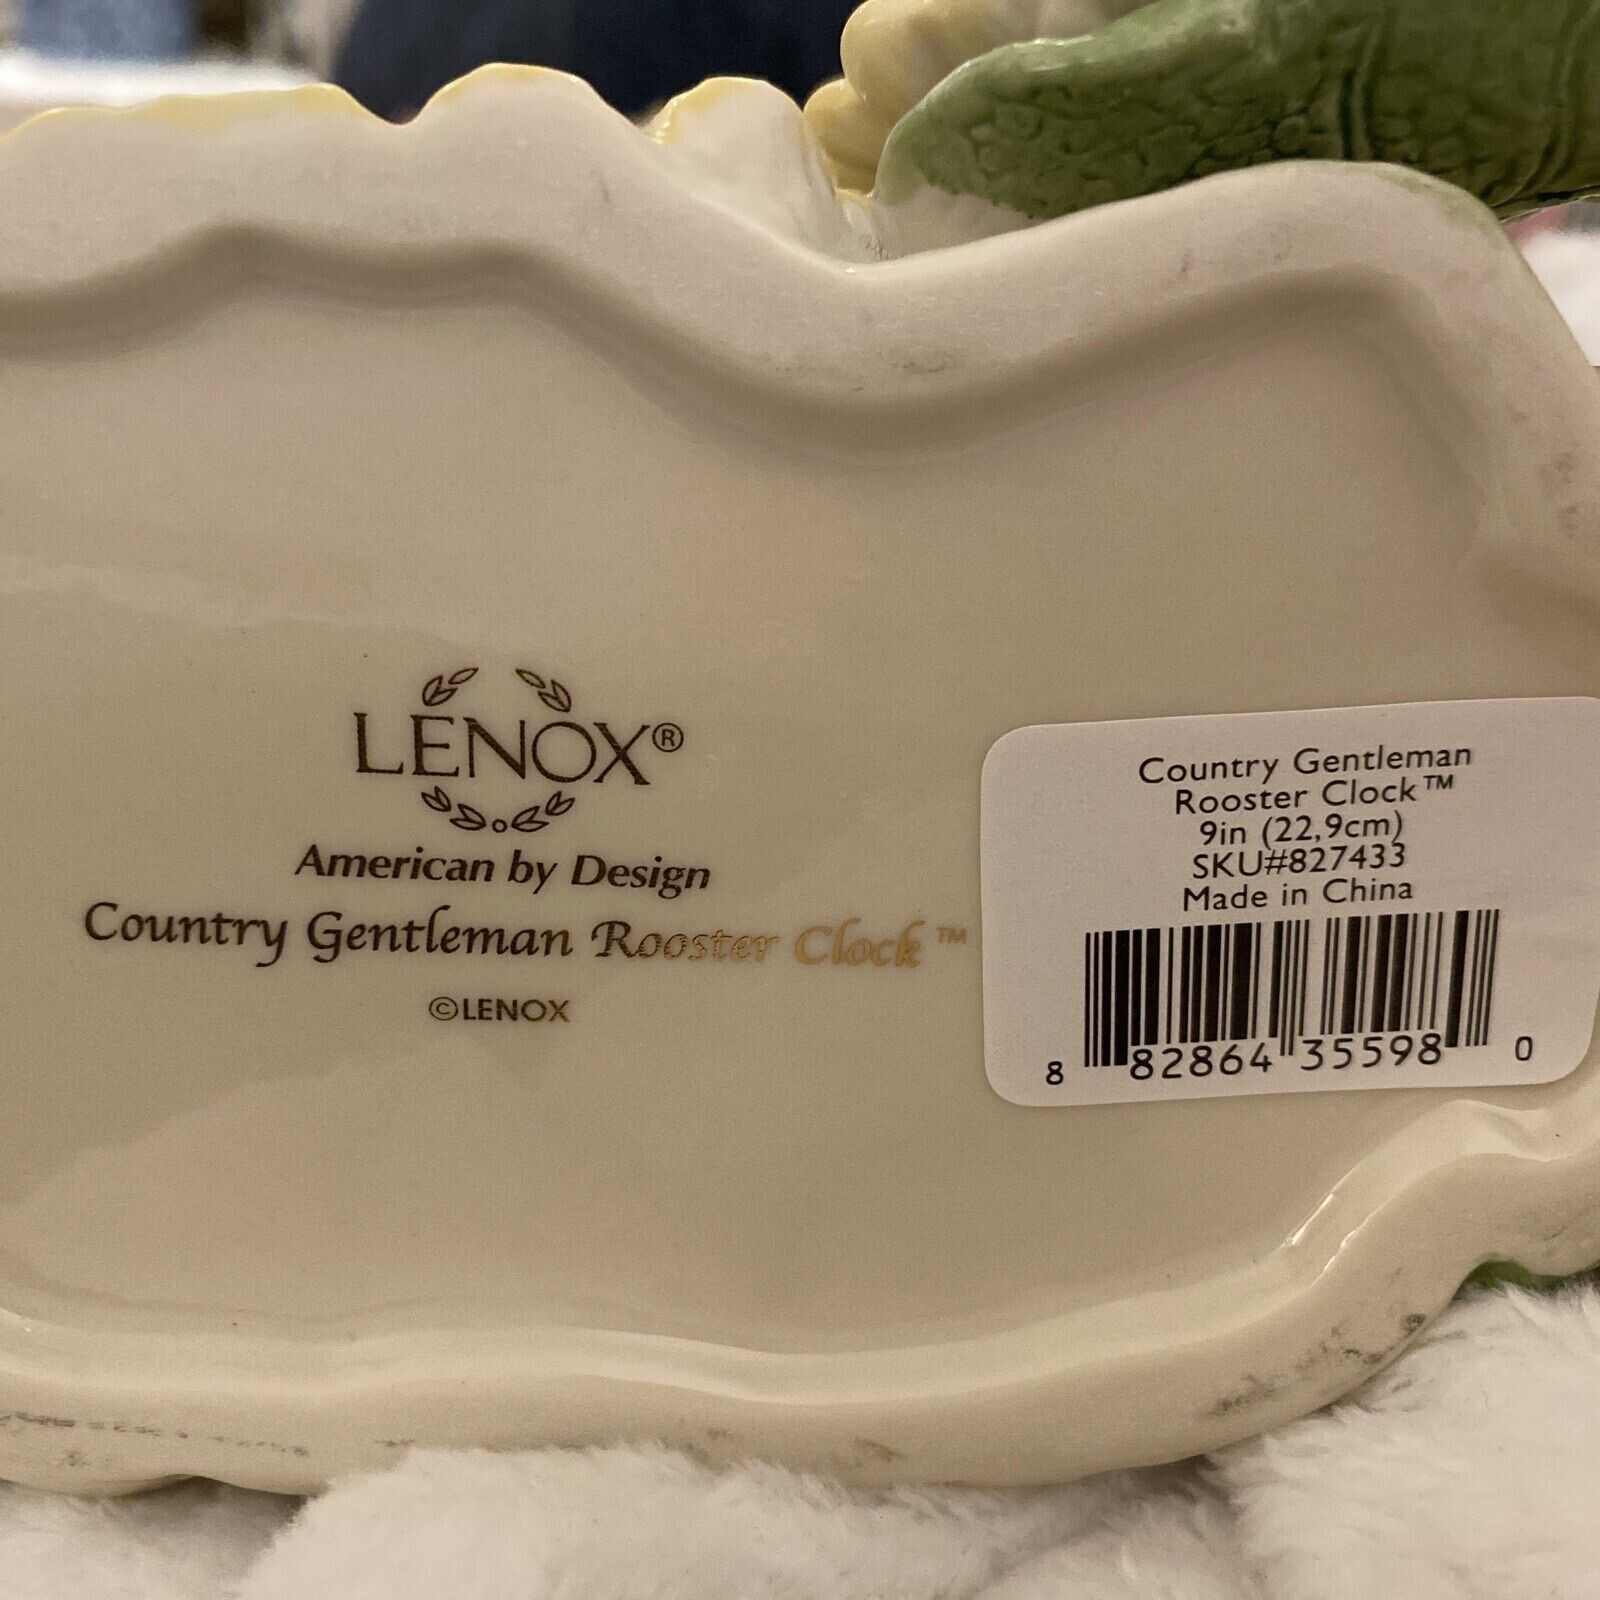 LENOX®
American by Design
Country Gentleman Rooster Clock™
©LENOX
Country Gentleman
Rooster Clock™
9in (22,9cm)
SKU#827433
Made in China
8 82864 35598 0